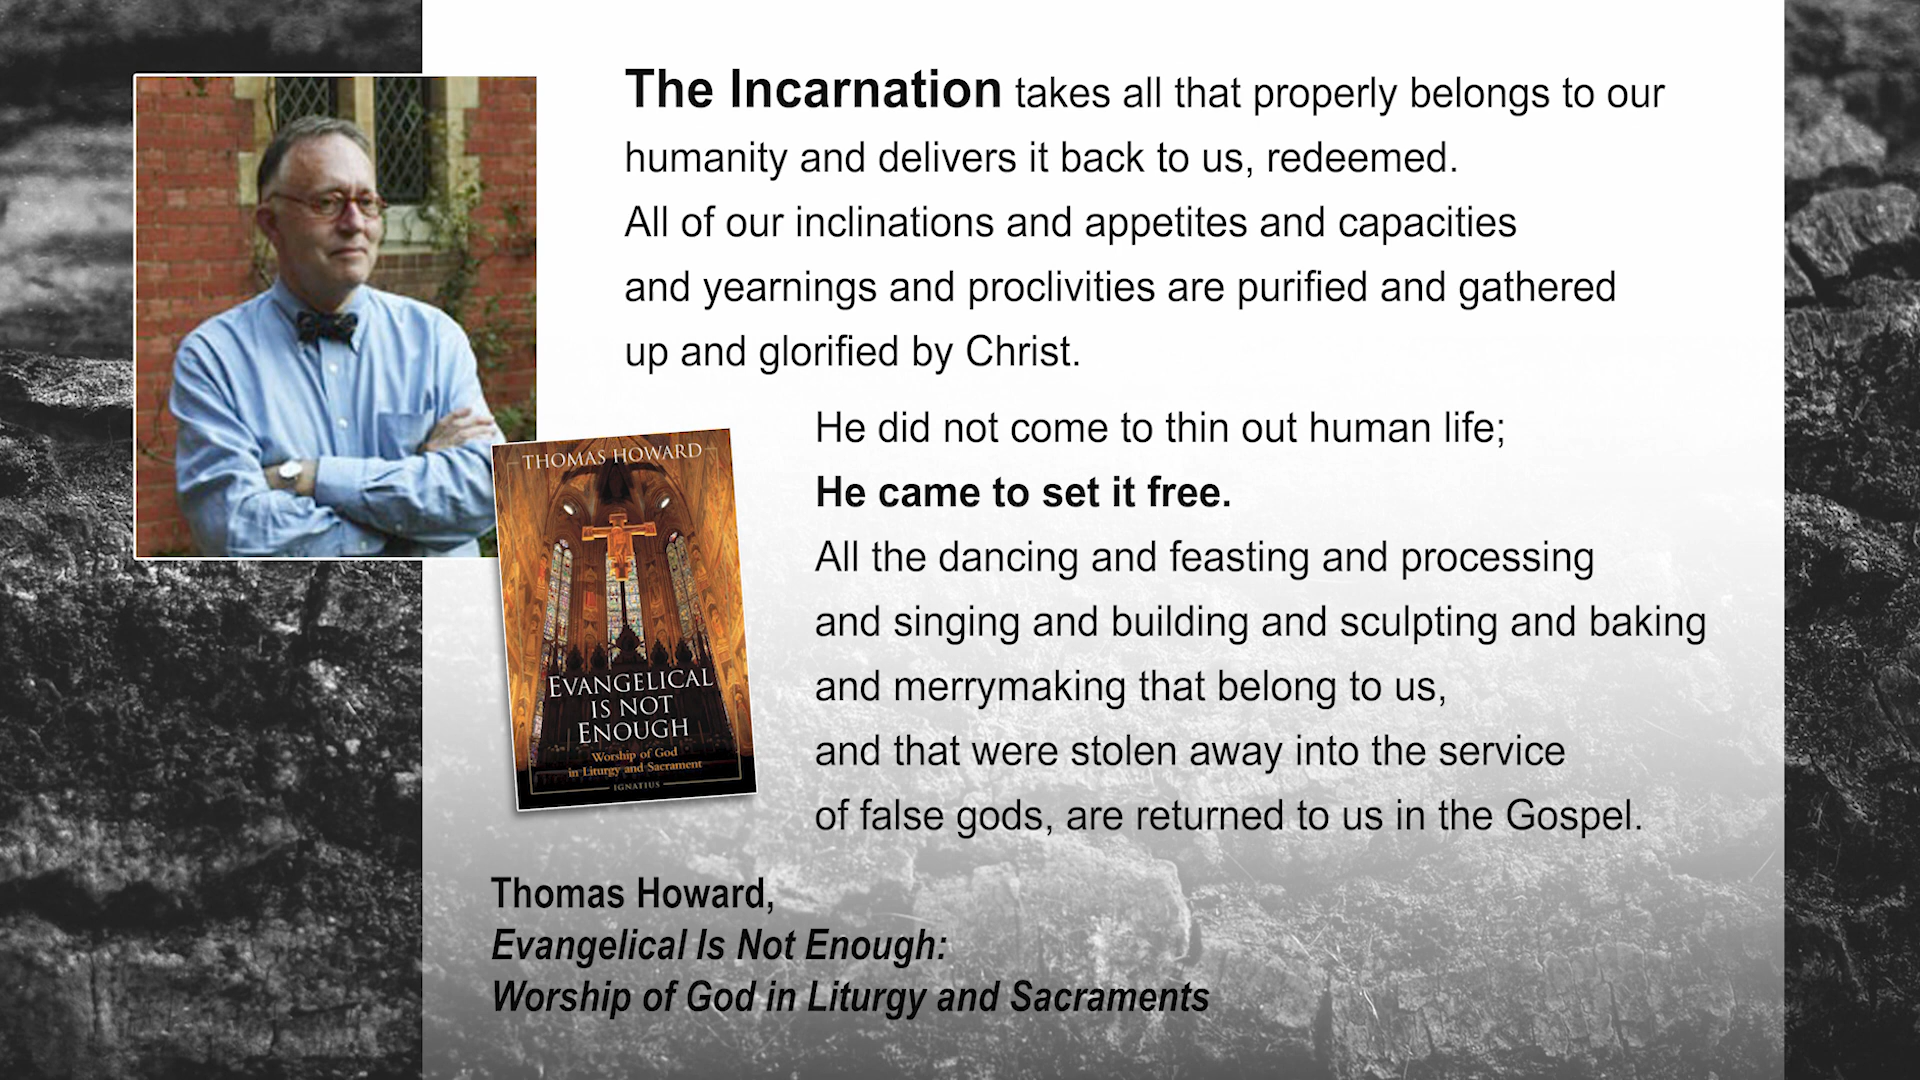 The Incarnation takes all that properly belongs to our
humanity and delivers it back to us, redeemed.
All of our inclinations and appetites and capacities
and yearnings and proclivities are purified and gathered
up and glorified by Christ.
He did not come to thin out human life;
He came to set it free.
All the dancing and feasting and processing
and singing and building and sculpting and baking
and merrymaking that belong to us,
and that were stolen away into the service
of false gods, are returned to us in the Gospel.
THOMAS HOWARD
EVANGELICAL
IS NOT
ENOUGH
Worship of God
in Liturgy and Sacrament
IGNATIUS
Thomas Howard,
Evangelical Is Not Enough:
Worship of God in Liturgy and Sacraments